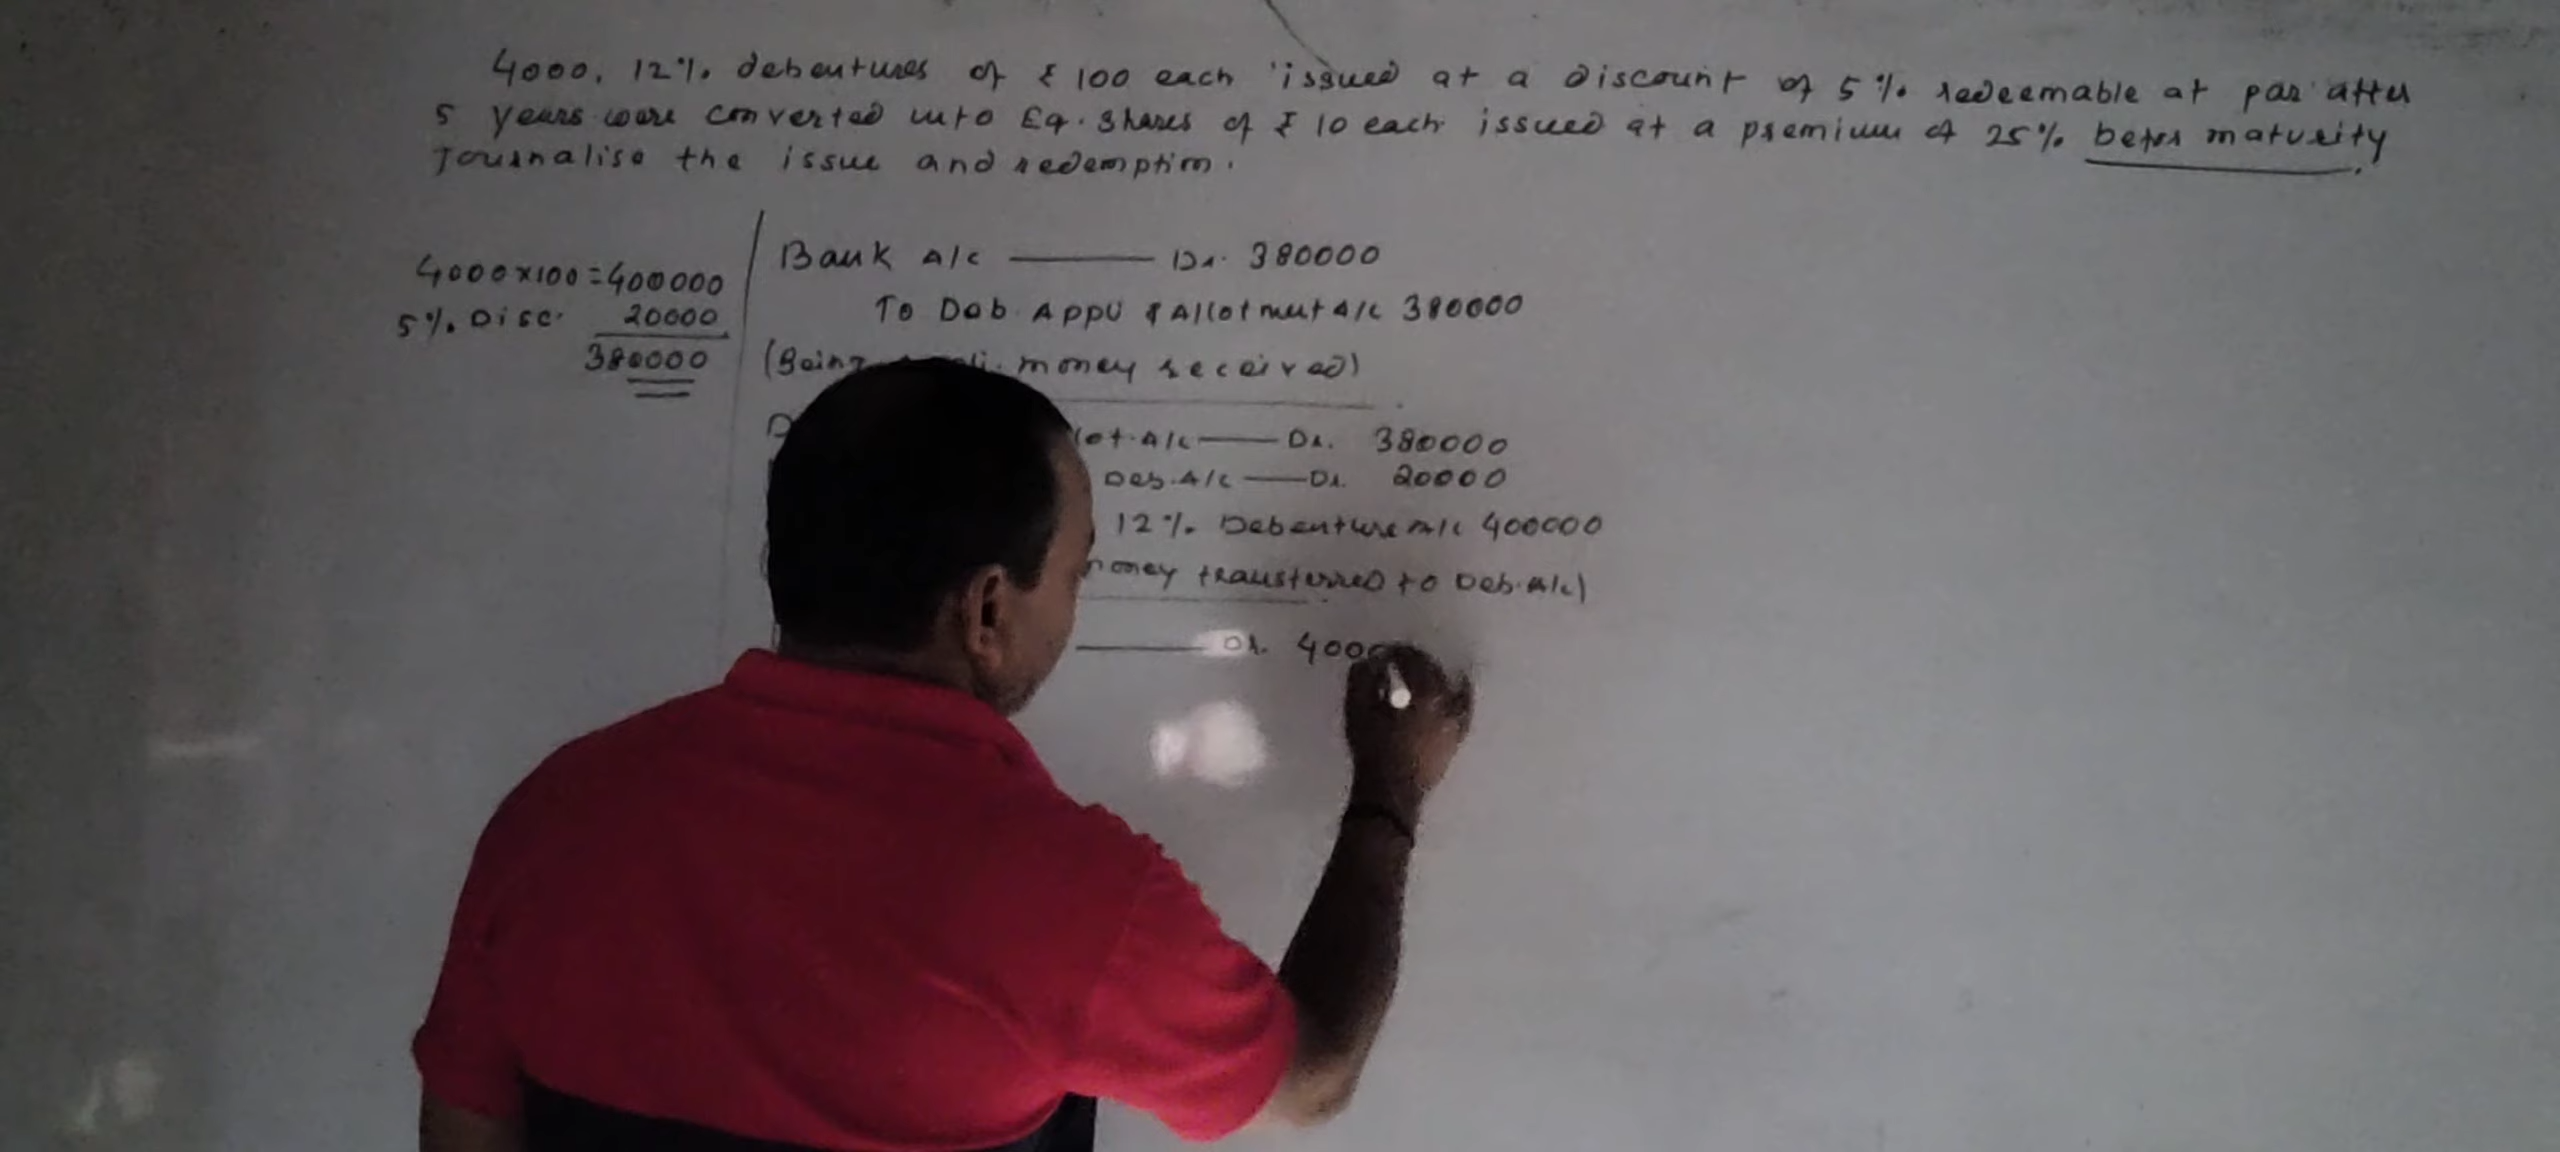 4000, 12% debentures of ₹ 100 each issued at a Discount of 5% redeemable at par after
5 years were converted into Eq. Shares of ₹ 10 each issued at a premium of 25% befor maturity
Journalise the issue and redemption.
4000x100=400000
5% Disc. 20000
380000
Bank A/c Dr. 380000
To Deb. Appli & Allotment A/c 380000
(Being money received)
lot. A/c Dr. 380000
Deb. A/c Dr. 20000
12% Debenture A/c 400000
money transferred to Deb. A/c)
Dr. 400